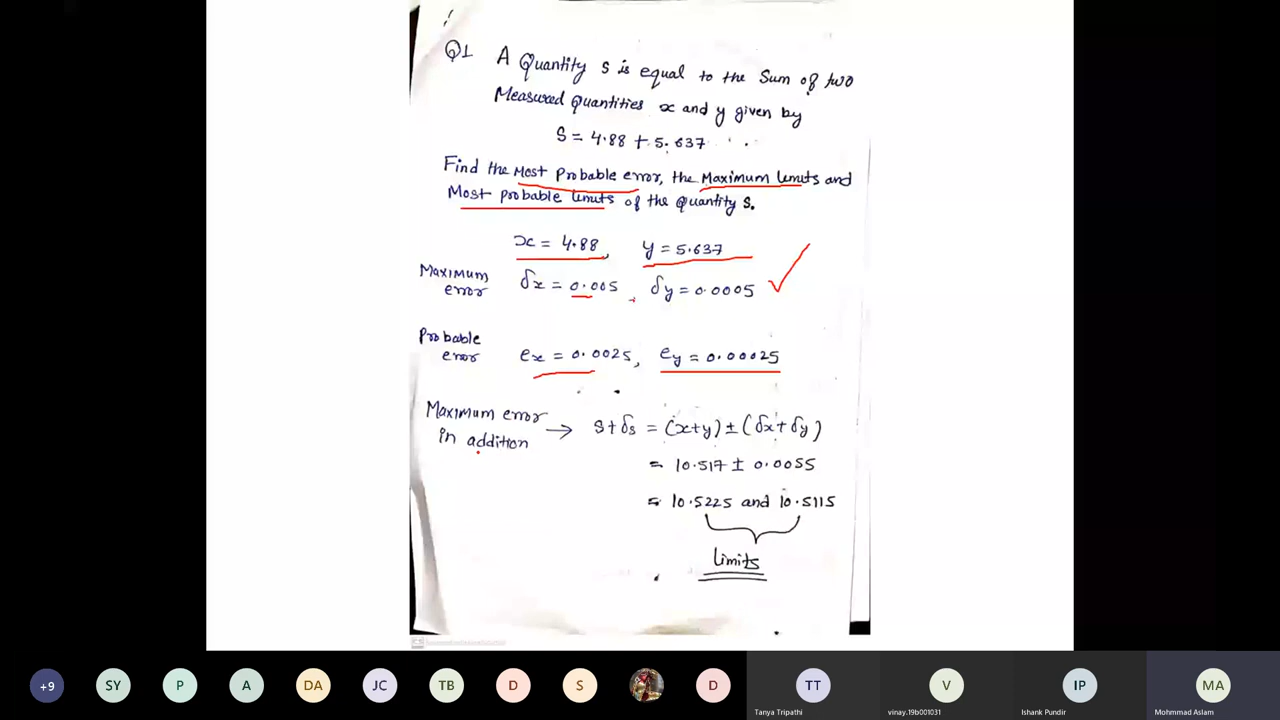 Q1 A Quantity s is equal to the Sum of two
Measured Quantities x and y given by
S = 4.88 + 5.637
Find the Most Probable error, the Maximum limits and
Most probable limits of the quantity S.
x = 4.88, y = 5.637
Maximum error δx = 0.005, δy = 0.0005
Probable error ex = 0.0025, ey = 0.00025
Maximum error in addition → S+δs = (x+y) ± (δx+δy)
= 10.517 ± 0.0055
= 10.5225 and 10.5115
limits
+9 SY P A DA JC TB D S D TT V IP MA
Tanya Tripathi vinay.19b001031 Ishank Pundir Mohmmad Aslam